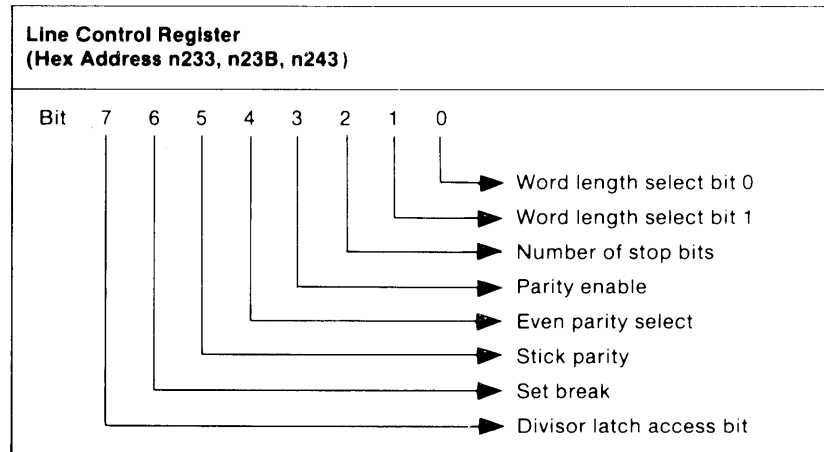 Line Control Register
(Hex Address n233, n23B, n243)
Bit 7 6 5 4 3 2 1 0
Word length select bit 0
Word length select bit 1
Number of stop bits
Parity enable
Even parity select
Stick parity
Set break
Divisor latch access bit